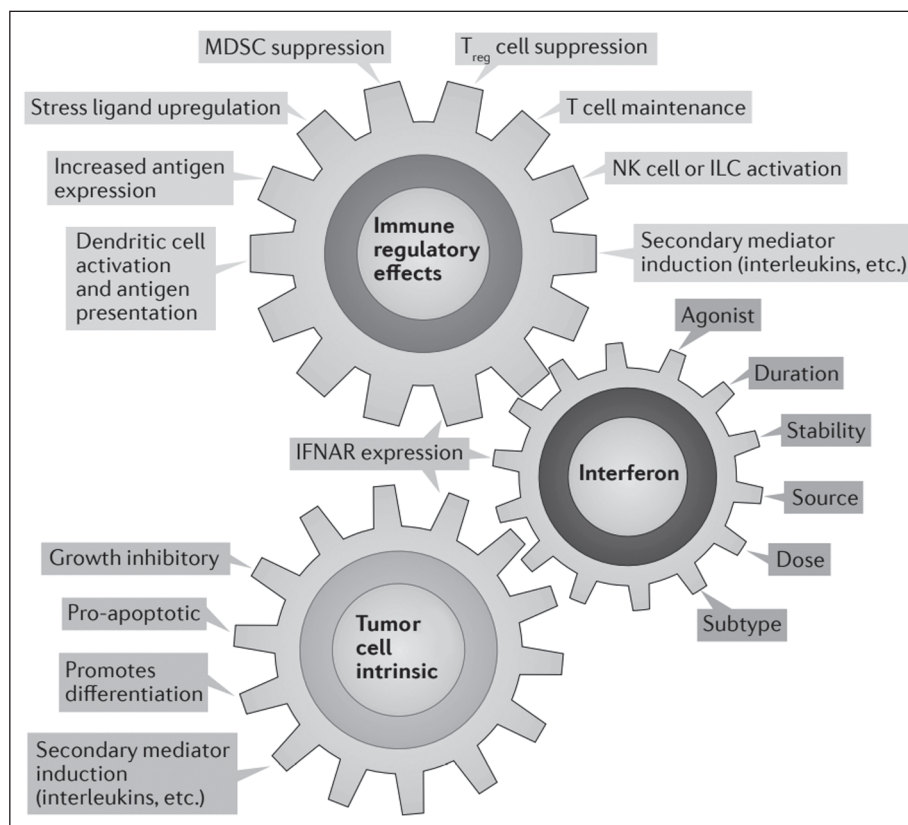 MDSC suppression
Treg cell suppression
Stress ligand upregulation
T cell maintenance
Increased antigen
expression
NK cell or ILC activation
Dendritic cell
activation
and antigen
presentation
Immune
regulatory
effects
Secondary mediator
induction (interleukins, etc.)
Agonist
Duration
Stability
Source
Dose
Subtype
Interferon
IFNAR expression
Growth inhibitory
Pro-apoptotic
Promotes
differentiation
Secondary mediator
induction
(interleukins, etc.)
Tumor
cell
intrinsic